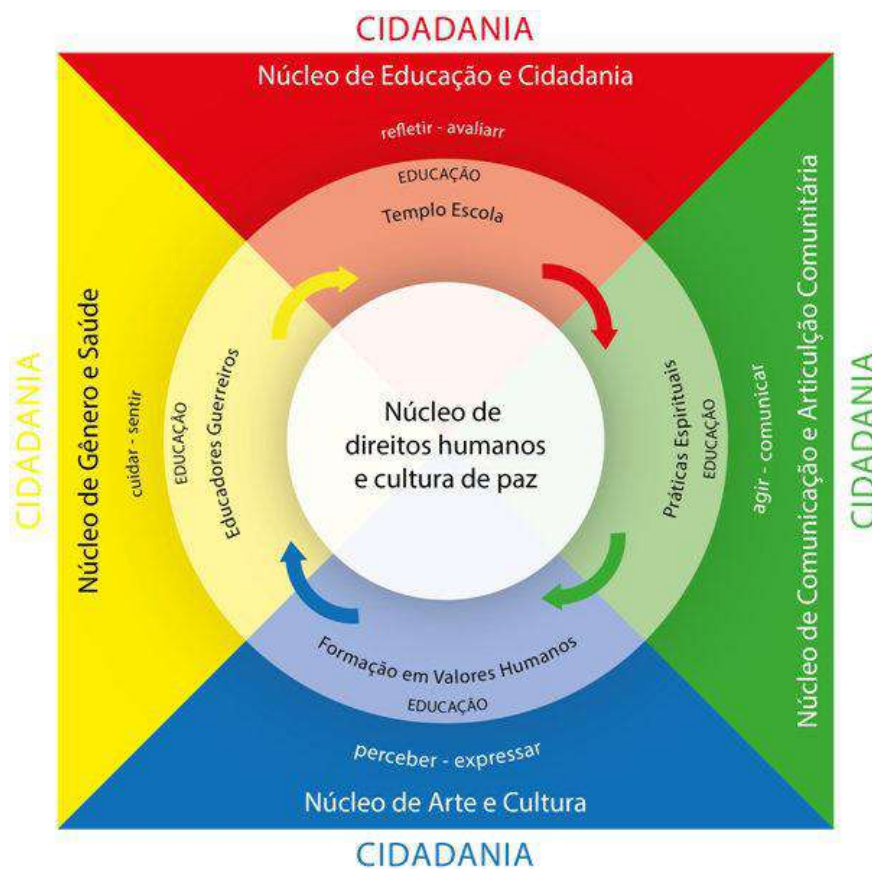 CIDADANIA
Núcleo de Educação e Cidadania
refletir - avaliarr
EDUCAÇÃO
Templo Escola
CIDADANIA
Núcleo de Gênero e Saúde
cuidar - sentir
EDUCAÇÃO
Educadores Guerreiros
Núcleo de
direitos humanos
e cultura de paz
Práticas Espirituais
EDUCAÇÃO
agir - comunicar
Núcleo de Comunicação e Articulção Comunitária
CIDADANIA
Formação em Valores Humanos
EDUCAÇÃO
perceber - expressar
Núcleo de Arte e Cultura
CIDADANIA